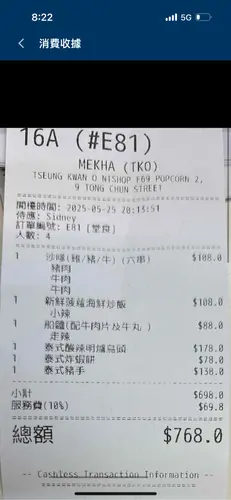 8:22
5G
消費收據
16A (#E81)
MEKHA (TKO)
TSEUNG KWAN O NTSHOP F69 POPCORN 2,
9 TONG CHUN STREET
開檯時間: 2025-05-25 20:13:51
侍應: Sidney
訂單編號: E81 [堂食]
人數: 4
1 沙嗲(雞/豬/牛) (六串) $108.0
豬肉
牛肉
牛肉
1 新鮮菠蘿海鮮炒飯 $108.0
小辣
1 船麵(配牛肉片及牛丸 ) $88.0
走辣
1 泰式酸辣明爐烏頭 $178.0
1 泰式炸蝦餅 $78.0
1 泰式豬手 $138.0
小計 $698.0
服務費(10%) $69.8
總額 $768.0
-- Cashless Transaction Information --